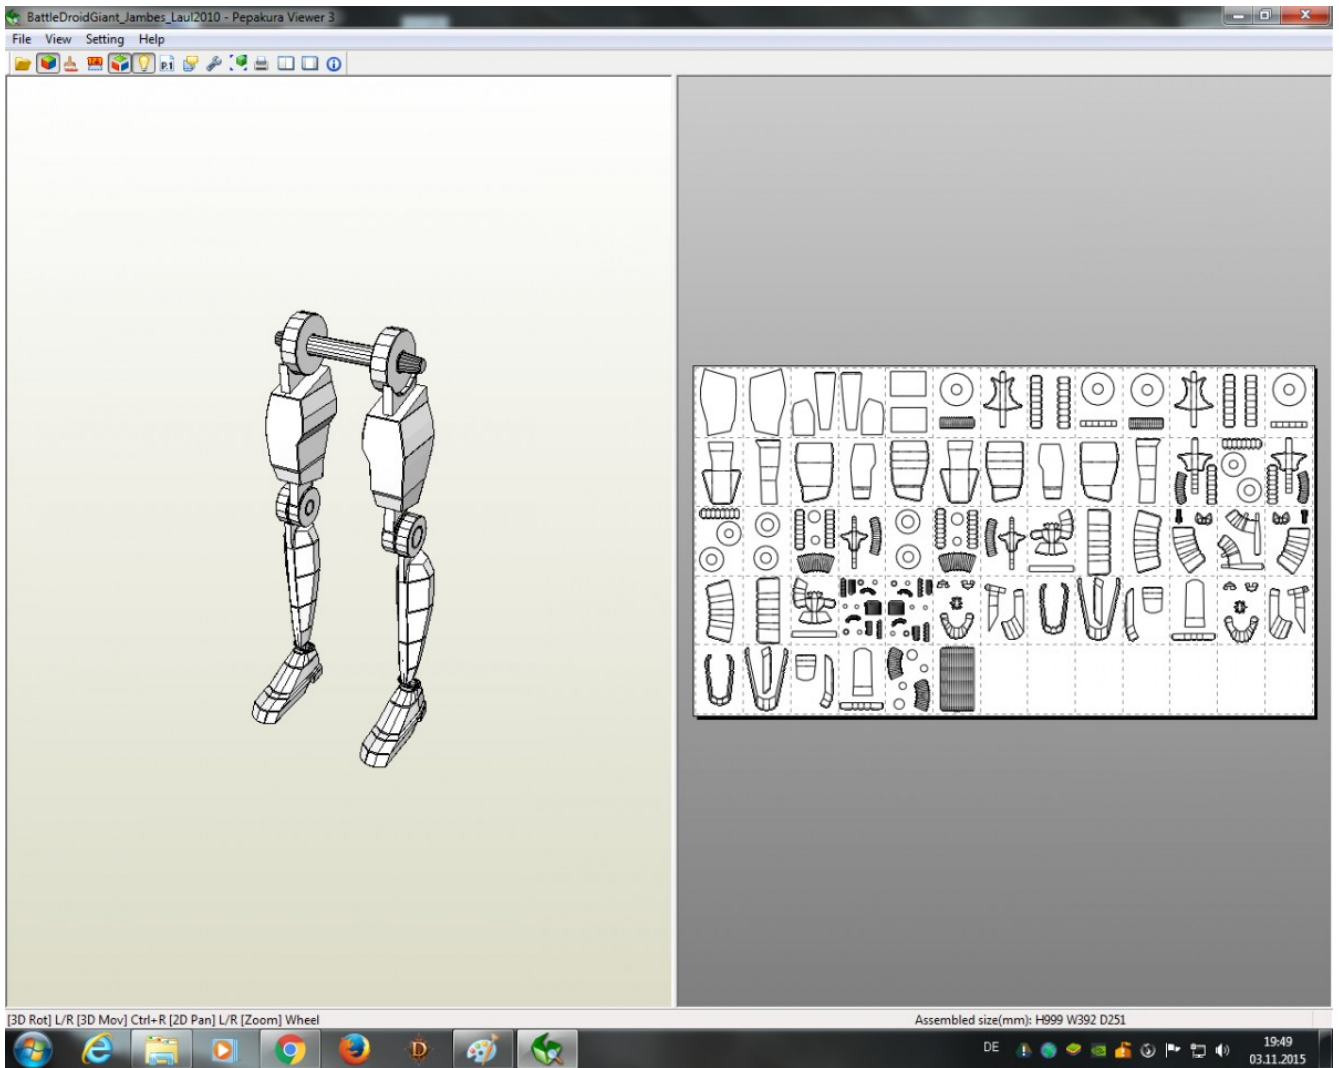 BattleDroidGiant_Jambes_Laul2010 - Pepakura Viewer 3
File View Setting Help
P.1
[3D Rot] L/R [3D Mov] Ctrl+R [2D Pan] L/R [Zoom] Wheel
Assembled size(mm): H999 W392 D251
DE
19:49
03.11.2015